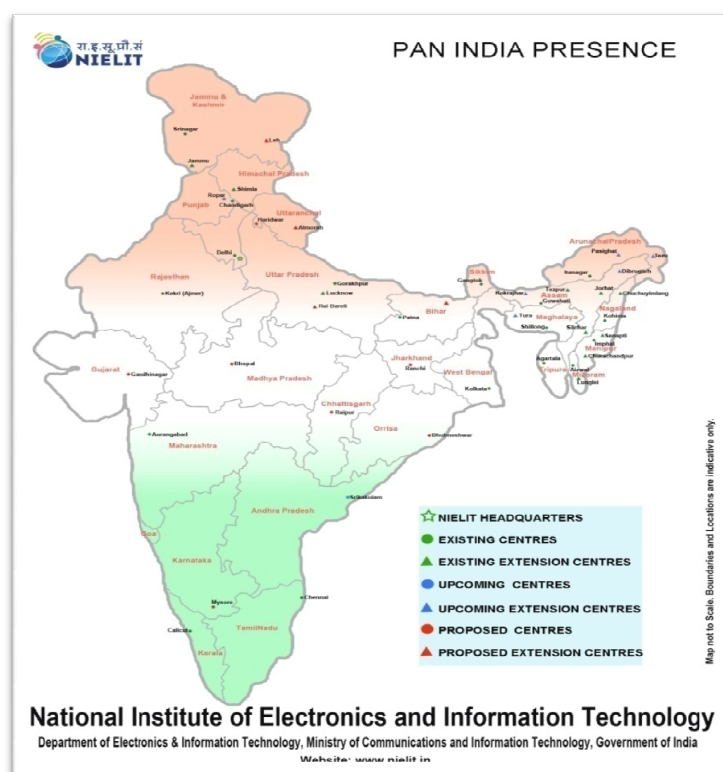 रा.इ.सू.प्रौ.सं
NIELIT
PAN INDIA PRESENCE
Jammu &
Kashmir
Srinagar
Leh
Jammu
Himachal Pradesh
Shimla
Ropar
Chandigarh
Punjab
Uttaranchal
Haridwar
Almorah
Delhi
Rajasthan
Uttar Pradesh
Kekri (Ajmer)
Gorakhpur
Lucknow
Rai Bareli
Sikkim
Gangtok
Bihar
Patna
Arunachal Pradesh
Pasighat
Itanagar
Dibrugarh
Kokrajhar
Tezpur
Jorhat
Chuchuyimlang
Assam
Guwahati
Nagaland
Kohima
Meghalaya
Tura
Shillong
Silchar
Senapati
Imphal
Manipur
Churachandpur
Agartala
Tripura
Aizawl
Mizoram
Lunglei
Gujarat
Gandhinagar
Bhopal
Madhya Pradesh
Jharkhand
Ranchi
West Bengal
Kolkata
Chhattisgarh
Raipur
Orrisa
Bhubneshwar
Aurangabad
Maharashtra
Srikakulam
Andhra Pradesh
Goa
Karnataka
Mysore
Chennai
Calicut
TamilNadu
Kerala
NIELIT HEADQUARTERS
EXISTING CENTRES
EXISTING EXTENSION CENTRES
UPCOMING CENTRES
UPCOMING EXTENSION CENTRES
PROPOSED CENTRES
PROPOSED EXTENSION CENTRES
Map not to Scale. Boundaries and Locations are indicative only.
National Institute of Electronics and Information Technology
Department of Electronics & Information Technology, Ministry of Communications and Information Technology, Government of India
Website: www.nielit.in